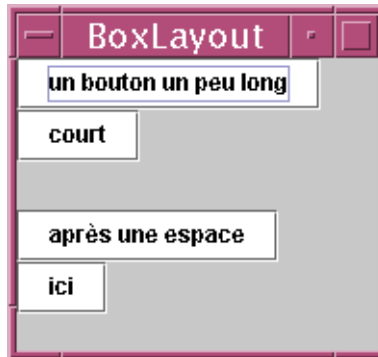 BoxLayout
un bouton un peu long
court
après une espace
ici